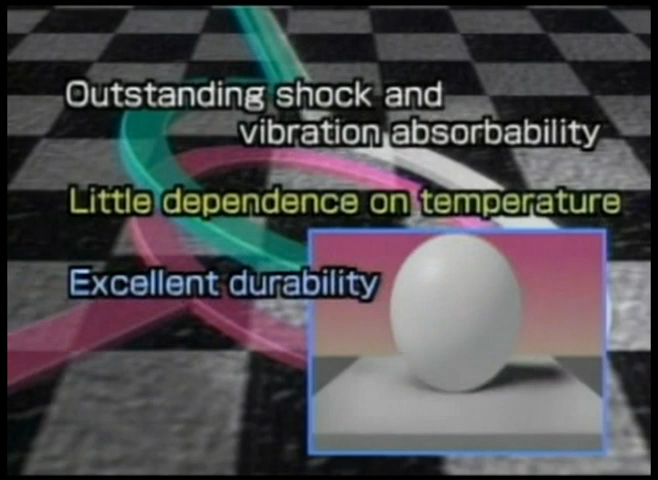 Outstanding shock and
vibration absorbability
Little dependence on temperature
Excellent durability